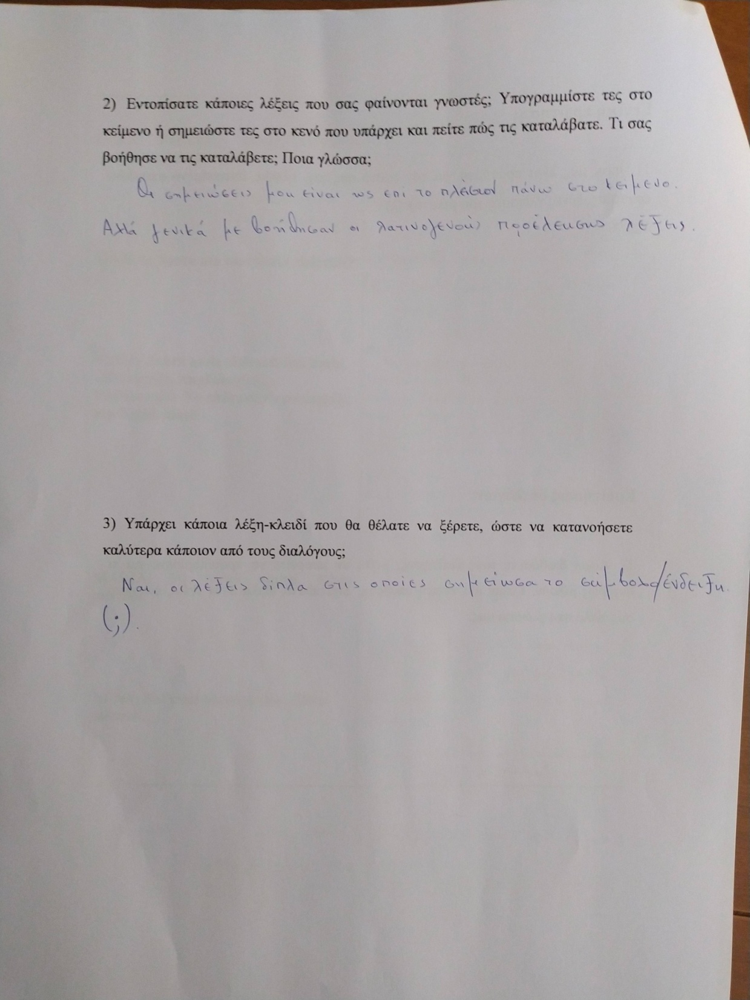 2) Εντοπίσατε κάποιες λέξεις που σας φαίνονται γνωστές; Υπογραμμίστε τες στο
κείμενο ή σημειώστε τες στο κενό που υπάρχει και πείτε πώς τις καταλάβατε. Τι σας
βοήθησε να τις καταλάβετε; Ποια γλώσσα;
Οι σημειώσεις μου είναι ως επι το πλείστον πάνω στο κείμενο.
Αλλά γενικά με βοήθησαν οι λατινογενούς προέλευσης λέξεις.
3) Υπάρχει κάποια λέξη-κλειδί που θα θέλατε να ξέρετε, ώστε να κατανοήσετε
καλύτερα κάποιον από τους διαλόγους;
Ναι, οι λέξεις δίπλα στις οποίες σημείωσα το σύμβολο/ένδειξη
(;).